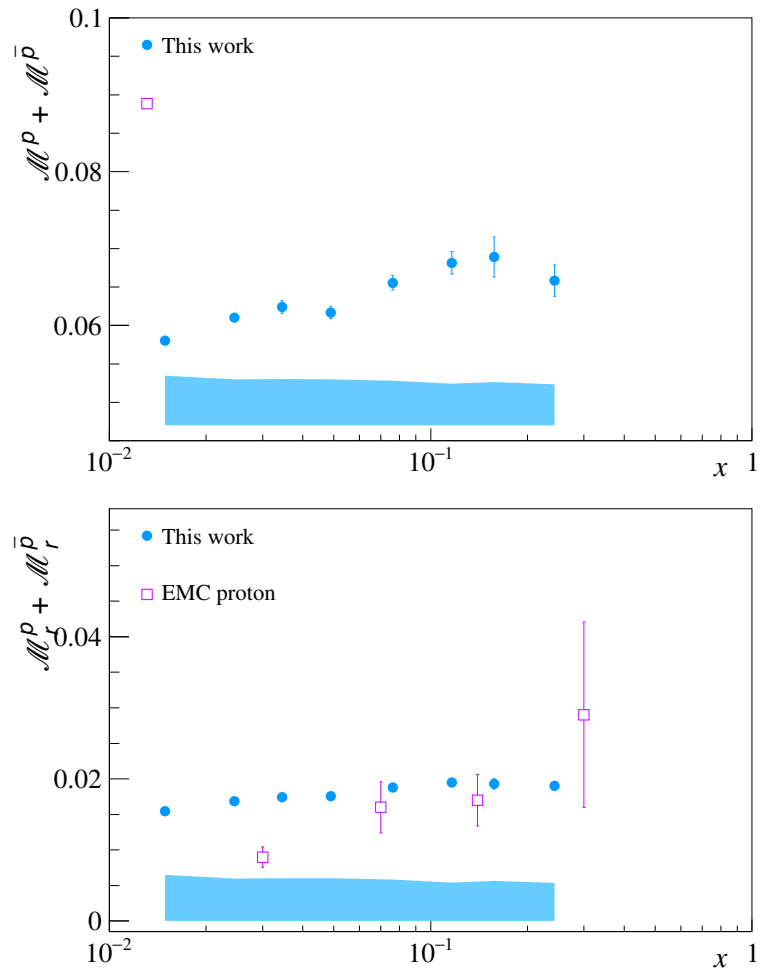 0.1
This work
ℳ^p + ℳ^p̄
0.08
0.06
10^−2
10^−1
x
1
This work
EMC proton
ℳ_r^p + ℳ_r^p̄
0.04
0.02
0
10^−2
10^−1
x
1